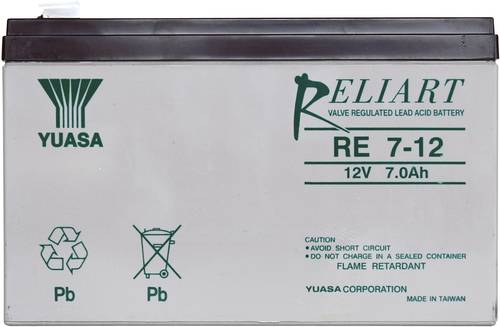 RELIART
VALVE REGULATED LEAD ACID BATTERY
YUASA
RE 7-12
12V 7.0Ah
CAUTION
• AVOID SHORT CIRCUIT
• DO NOT CHARGE IN A SEALED CONTAINER
FLAME RETARDANT
Pb
Pb
YUASA CORPORATION
MADE IN TAIWAN